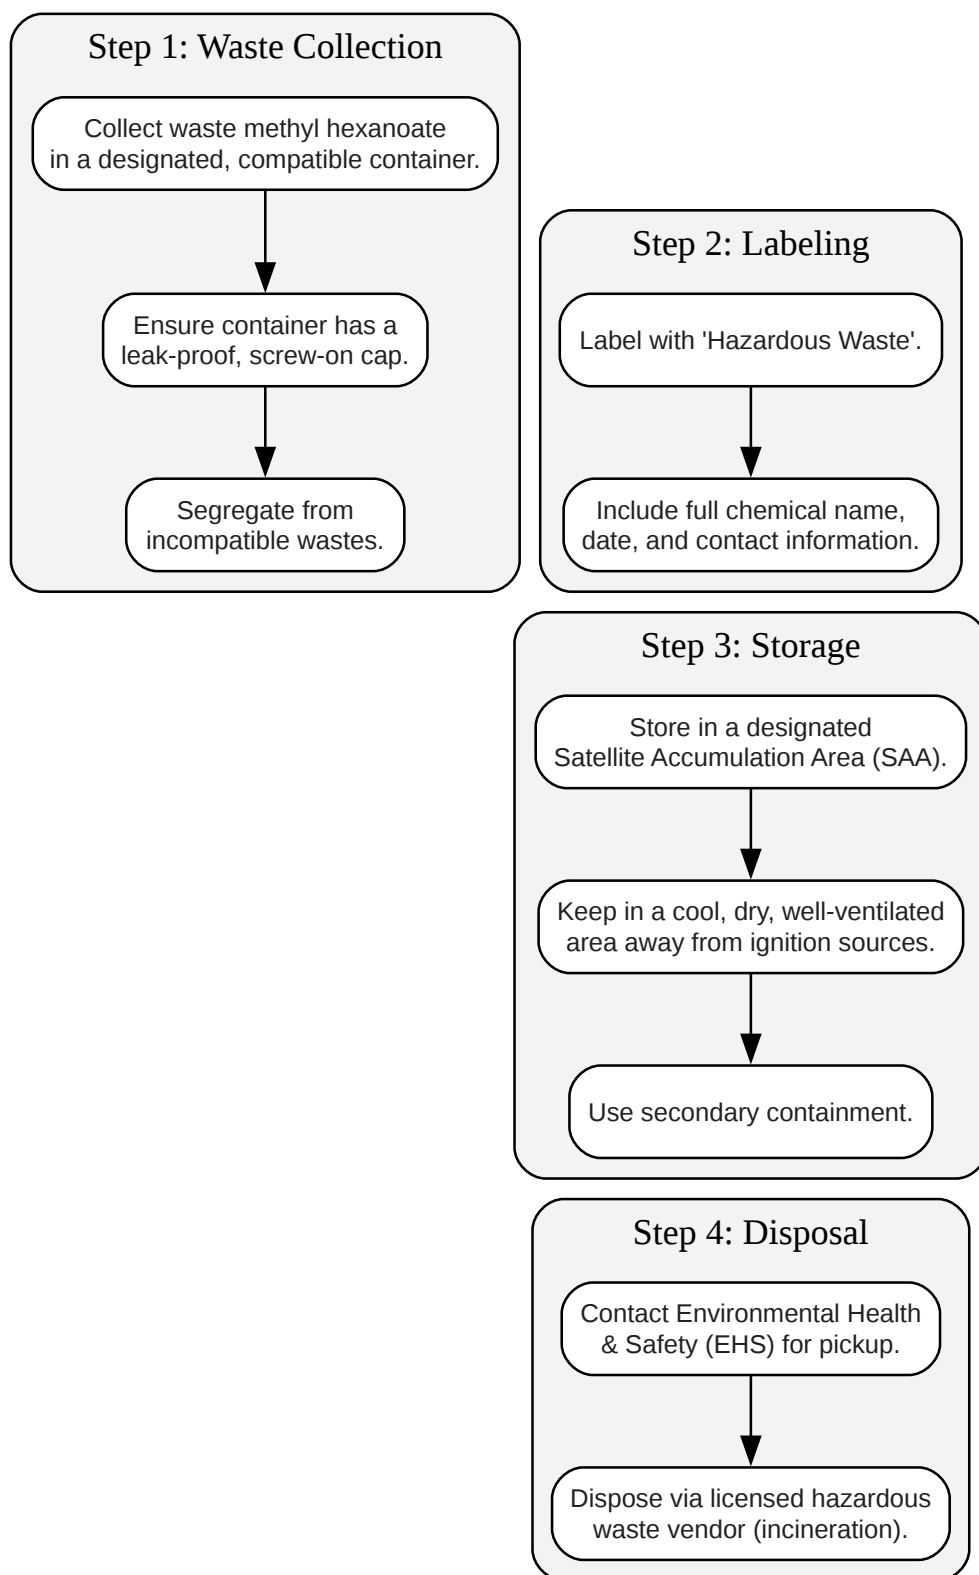 Step 1: Waste Collection
Collect waste methyl hexanoate
in a designated, compatible container.
Ensure container has a
leak-proof, screw-on cap.
Segregate from
incompatible wastes.
Step 2: Labeling
Label with 'Hazardous Waste'.
Include full chemical name,
date, and contact information.
Step 3: Storage
Store in a designated
Satellite Accumulation Area (SAA).
Keep in a cool, dry, well-ventilated
area away from ignition sources.
Use secondary containment.
Step 4: Disposal
Contact Environmental Health
& Safety (EHS) for pickup.
Dispose via licensed hazardous
waste vendor (incineration).